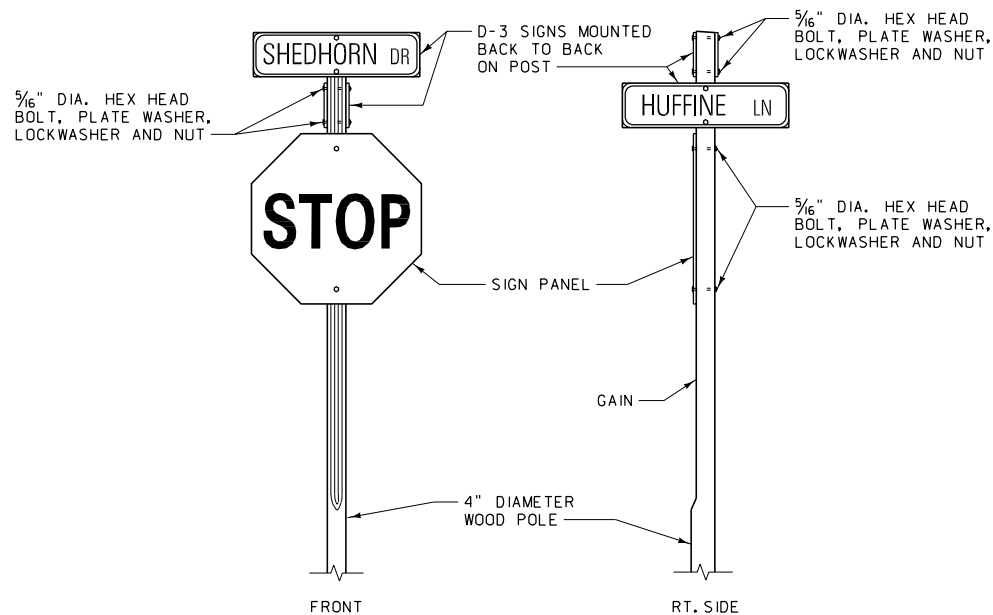 SHEDHORN DR
D-3 SIGNS MOUNTED
BACK TO BACK
ON POST
5/16" DIA. HEX HEAD
BOLT, PLATE WASHER,
LOCKWASHER AND NUT
5/16" DIA. HEX HEAD
BOLT, PLATE WASHER,
LOCKWASHER AND NUT
HUFFINE LN
STOP
5/16" DIA. HEX HEAD
BOLT, PLATE WASHER,
LOCKWASHER AND NUT
SIGN PANEL
GAIN
4" DIAMETER
WOOD POLE
FRONT
RT. SIDE